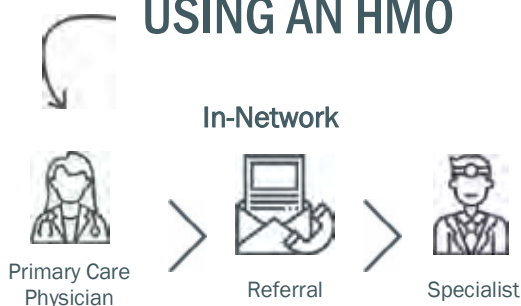 USING AN HMO
In-Network
Primary Care
Physician
Referral
Specialist